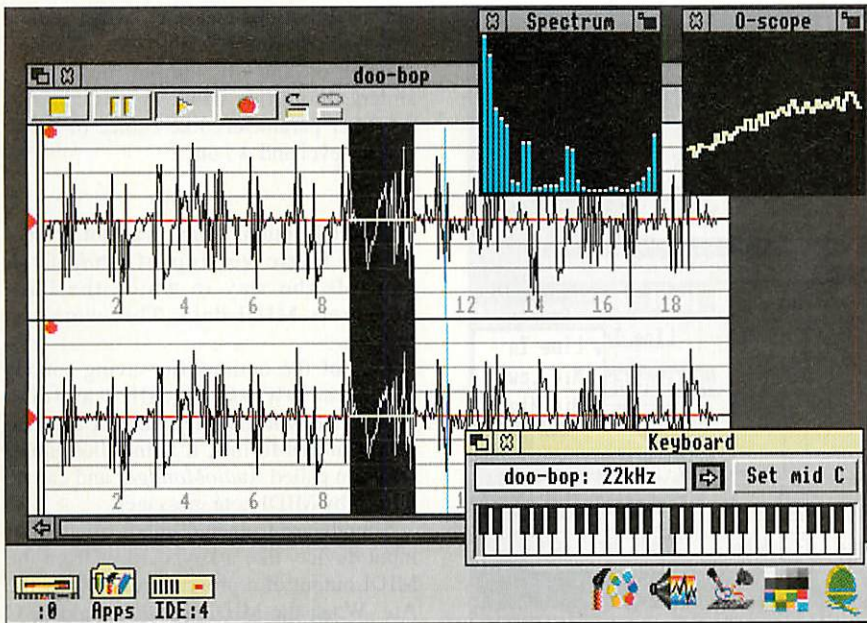 Spectrum
O-scope
doo-bop
2 4 6 8 12 14 16 18
2 4 6 8
Keyboard
doo-bop: 22kHz
Set mid C
:0 Apps IDE:4